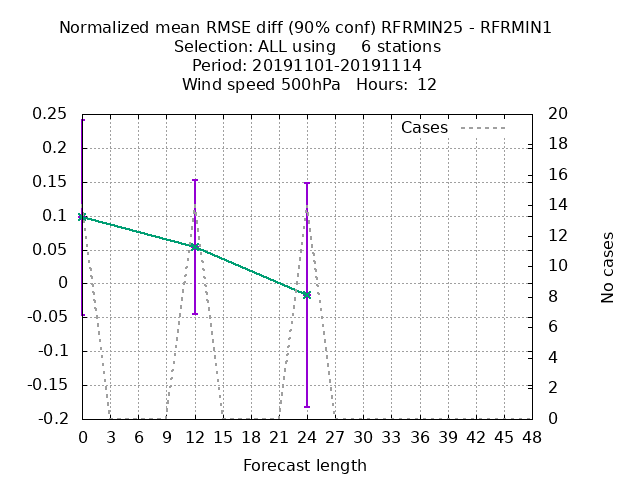 Normalized mean RMSE diff (90% conf) RFRMIN25 - RFRMIN1
Selection: ALL using     6 stations
Period: 20191101-20191114
Wind speed 500hPa   Hours:  12
Cases
0.25
0.2
0.15
0.1
0.05
0
-0.05
-0.1
-0.15
-0.2
20
18
16
14
12
10
8
6
4
2
0
No cases
0 3 6 9 12 15 18 21 24 27 30 33 36 39 42 45 48
Forecast length